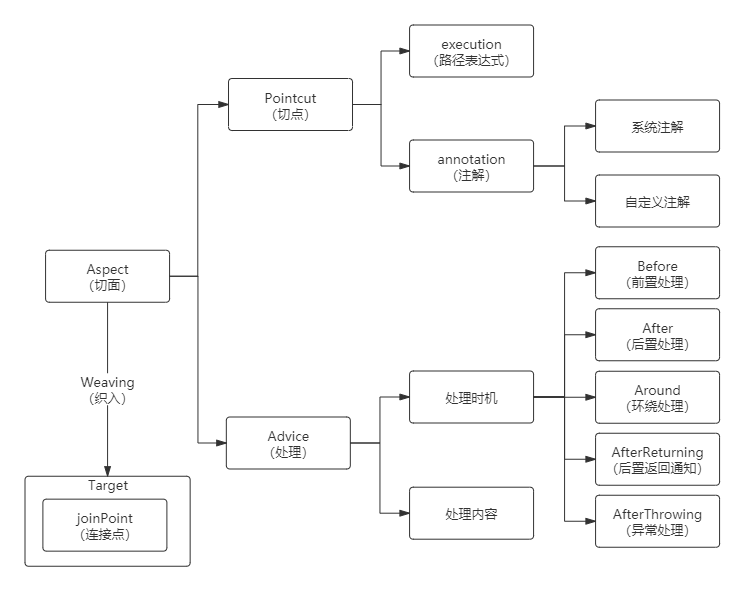 execution
（路径表达式）
Pointcut
（切点）
系统注解
annotation
（注解）
自定义注解
Aspect
（切面）
Before
（前置处理）
After
（后置处理）
Weaving
（织入）
处理时机
Around
（环绕处理）
Advice
（处理）
AfterReturning
（后置返回通知）
Target
joinPoint
（连接点）
处理内容
AfterThrowing
（异常处理）